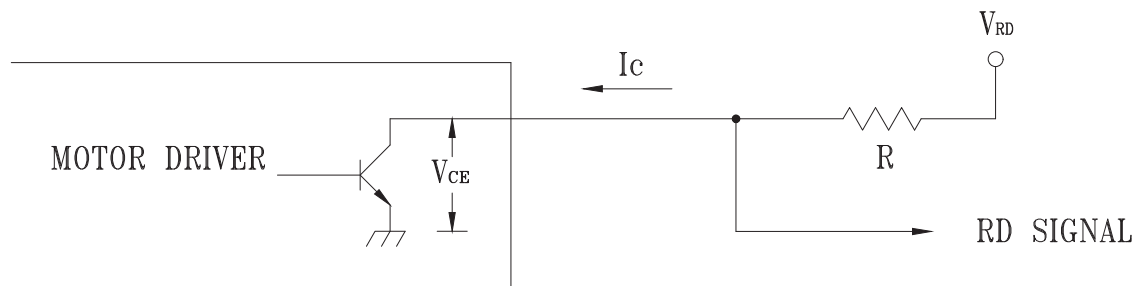 VRD
Ic
MOTOR DRIVER
VCE
R
RD SIGNAL